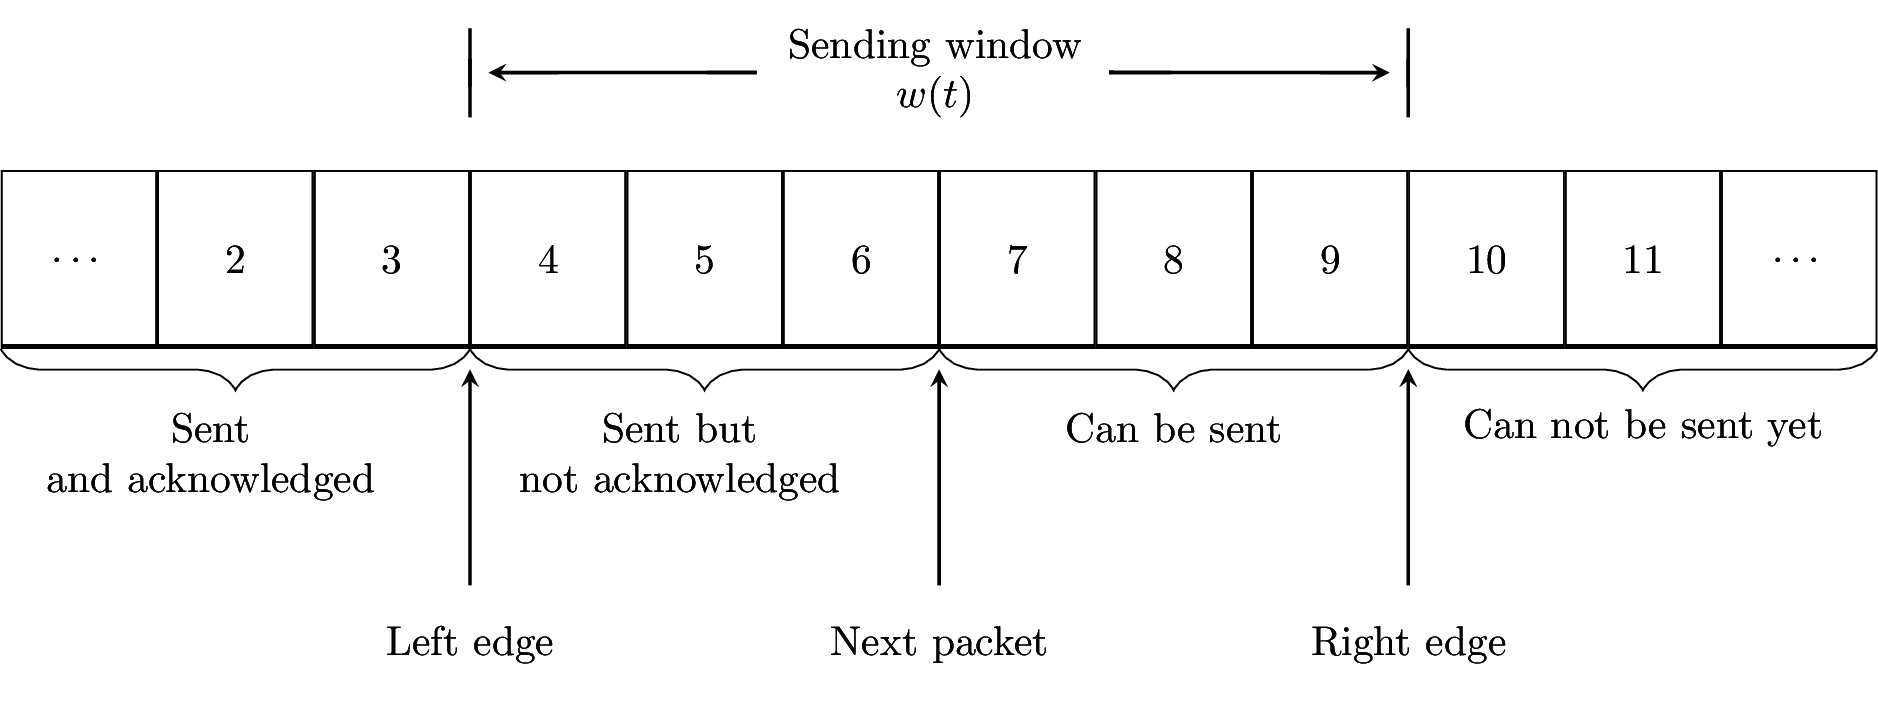 Sending window
w(t)
··· 2 3 4 5 6 7 8 9 10 11 ···
Sent
and acknowledged
Sent but
not acknowledged
Can be sent
Can not be sent yet
Left edge
Next packet
Right edge